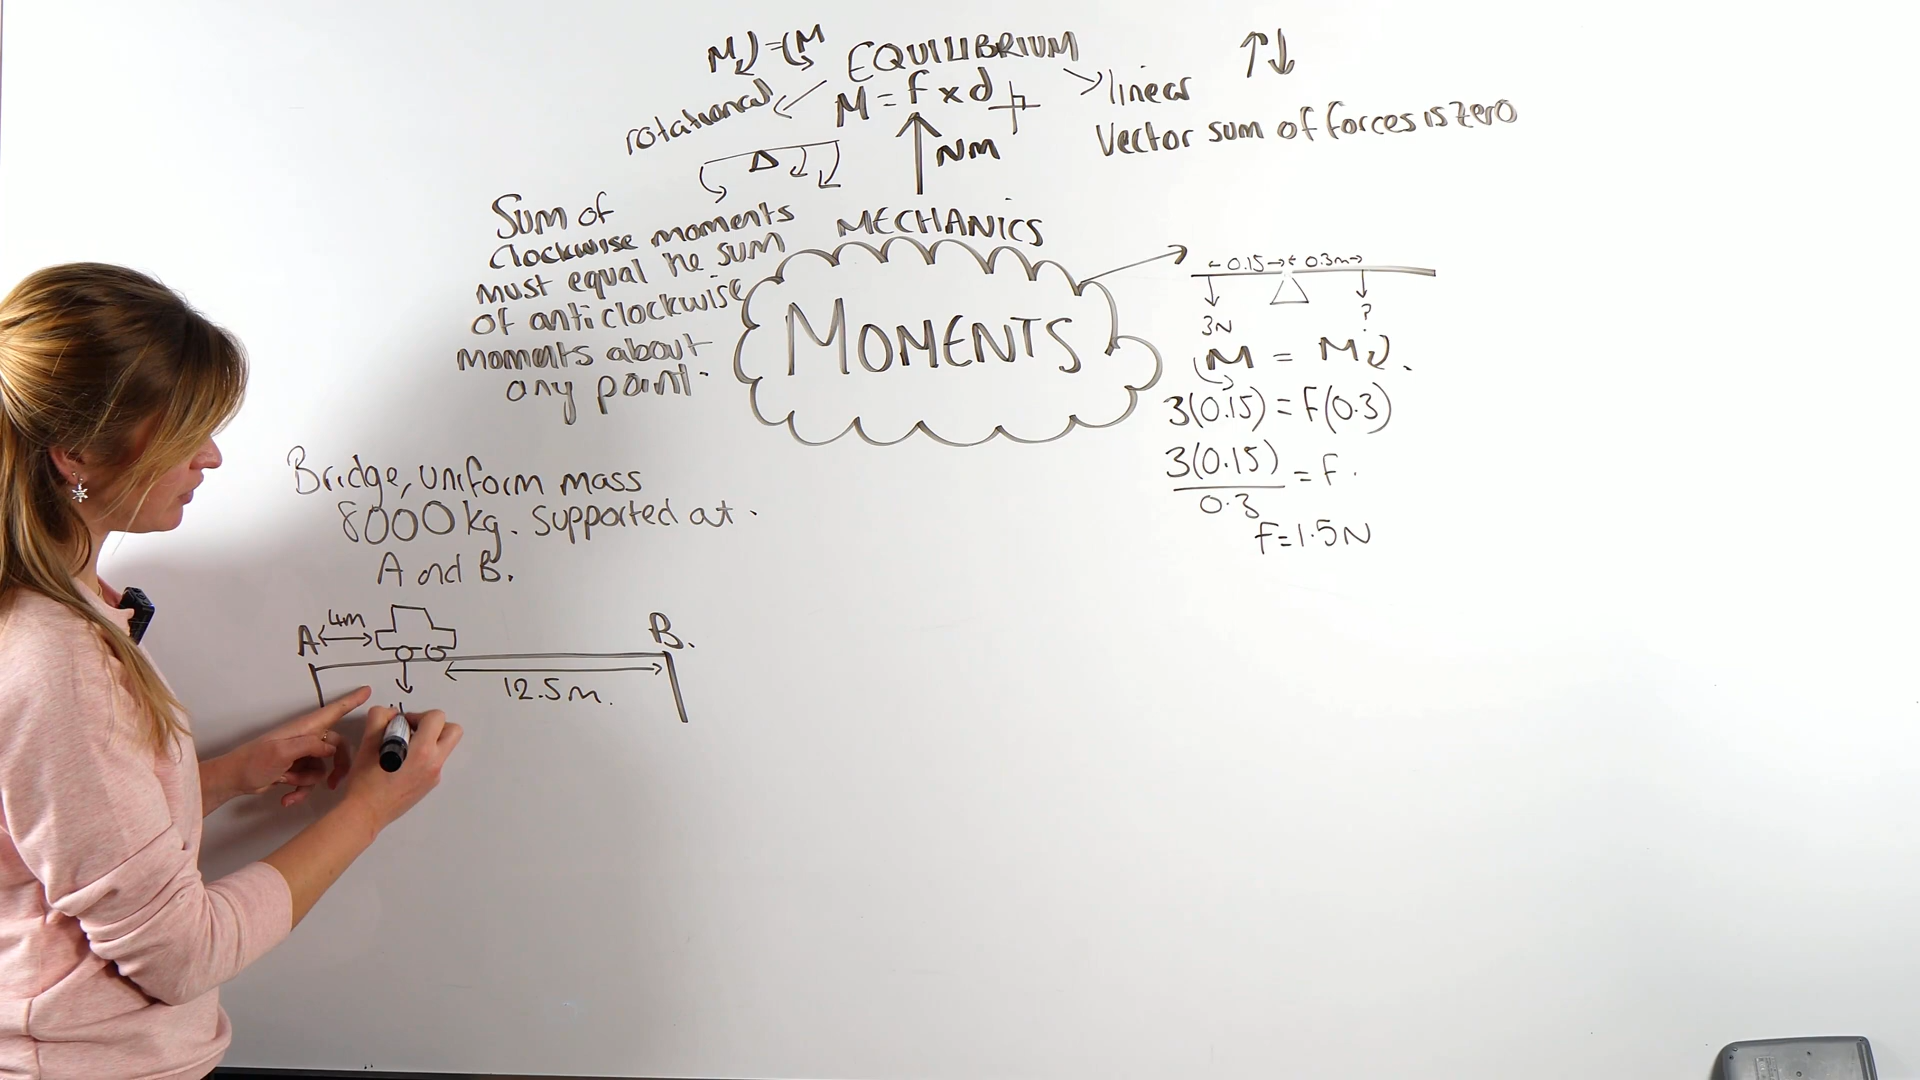 M = M
EQUILIBRIUM
rotational
M = F x d
linear
Vector sum of forces is zero
Nm
Sum of
clockwise moments
must equal the sum
of anticlockwise
moments about
any point.
MECHANICS
MOMENTS
0.15 0.3m
3N ?
M = M
3(0.15) = F(0.3)
3(0.15) = F
0.3
F=1.5N
Bridge, uniform mass
8000kg. Supported at
A and B.
A 4m B.
12.5m.